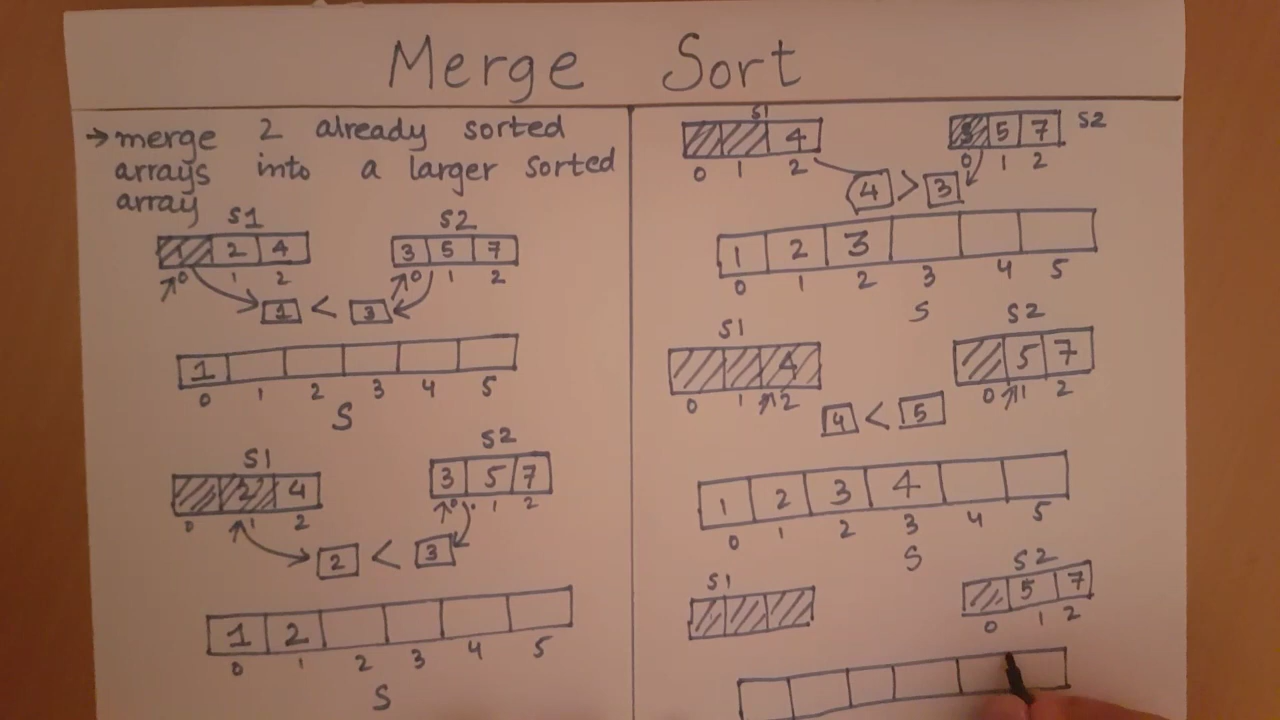 Merge Sort
→ merge 2 already sorted
arrays into a larger sorted
array
S1 S2
1 2 4 3 5 7
0 1 2 0 1 2
1 < 3
1
0 1 2 3 4 5
S
S1 S2
2 4 3 5 7
0 1 2 0 1 2
2 < 3
1 2
0 1 2 3 4 5
S
S1 S2
4 3 5 7
0 1 2 0 1 2
4 > 3
1 2 3
0 1 2 3 4 5
S
S1 S2
4 5 7
0 1 2 0 1 2
4 < 5
1 2 3 4
0 1 2 3 4 5
S
S1 S2
5 7
0 1 2